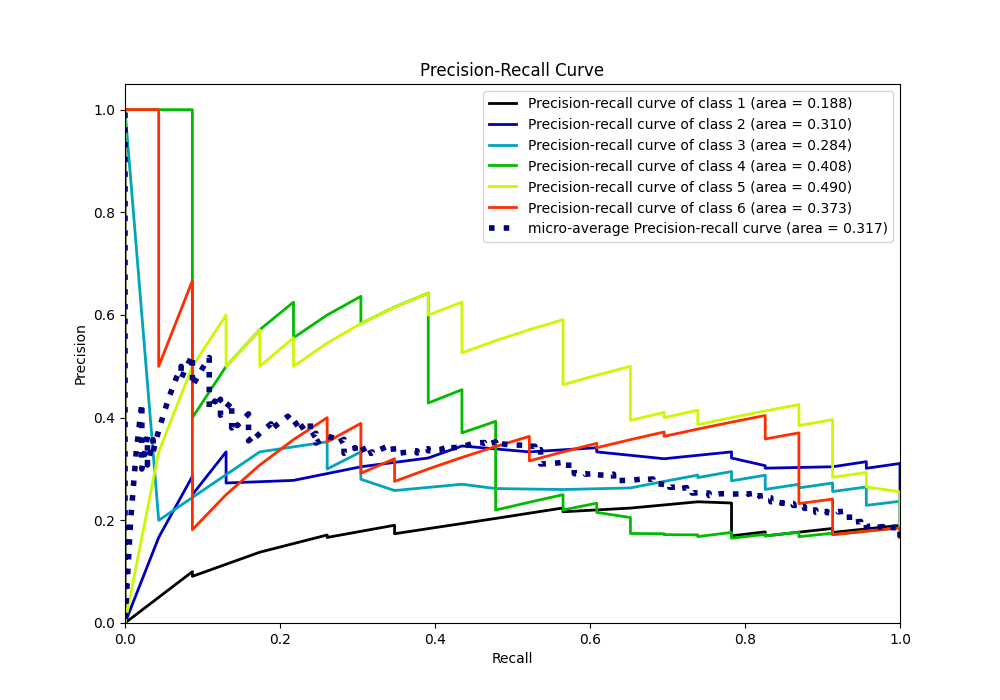 Precision-Recall Curve
Precision-recall curve of class 1 (area = 0.188)
Precision-recall curve of class 2 (area = 0.310)
Precision-recall curve of class 3 (area = 0.284)
Precision-recall curve of class 4 (area = 0.408)
Precision-recall curve of class 5 (area = 0.490)
Precision-recall curve of class 6 (area = 0.373)
micro-average Precision-recall curve (area = 0.317)
Precision
1.0
0.8
0.6
0.4
0.2
0.0
0.0 0.2 0.4 0.6 0.8 1.0
Recall